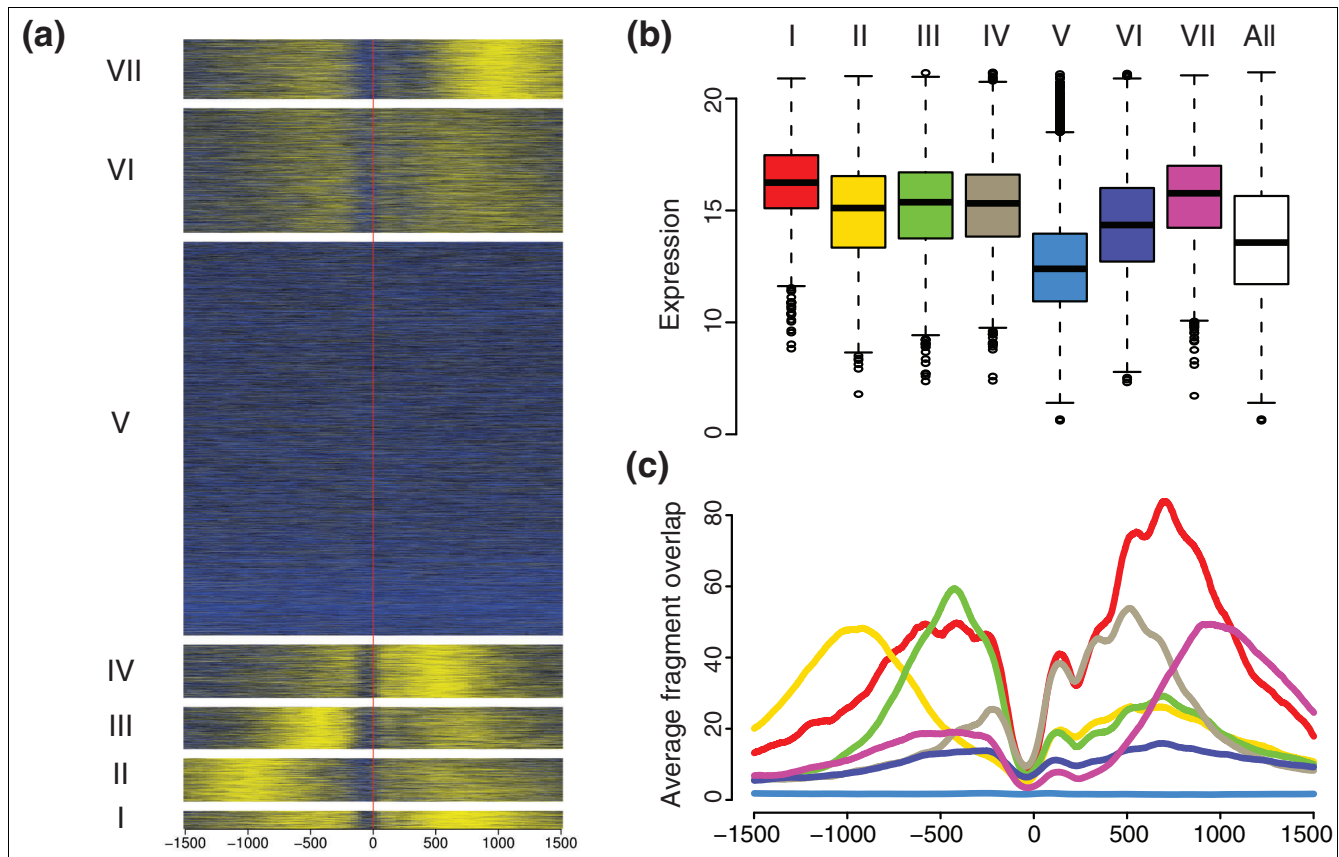 (a)
VII
VI
V
IV
III
II
I
−1500 −1000 −500 0 500 1000 1500
(b)
I II III IV V VI VII All
Expression
20
15
10
0
(c)
Average fragment overlap
80
60
40
20
0
−1500 −1000 −500 0 500 1000 1500